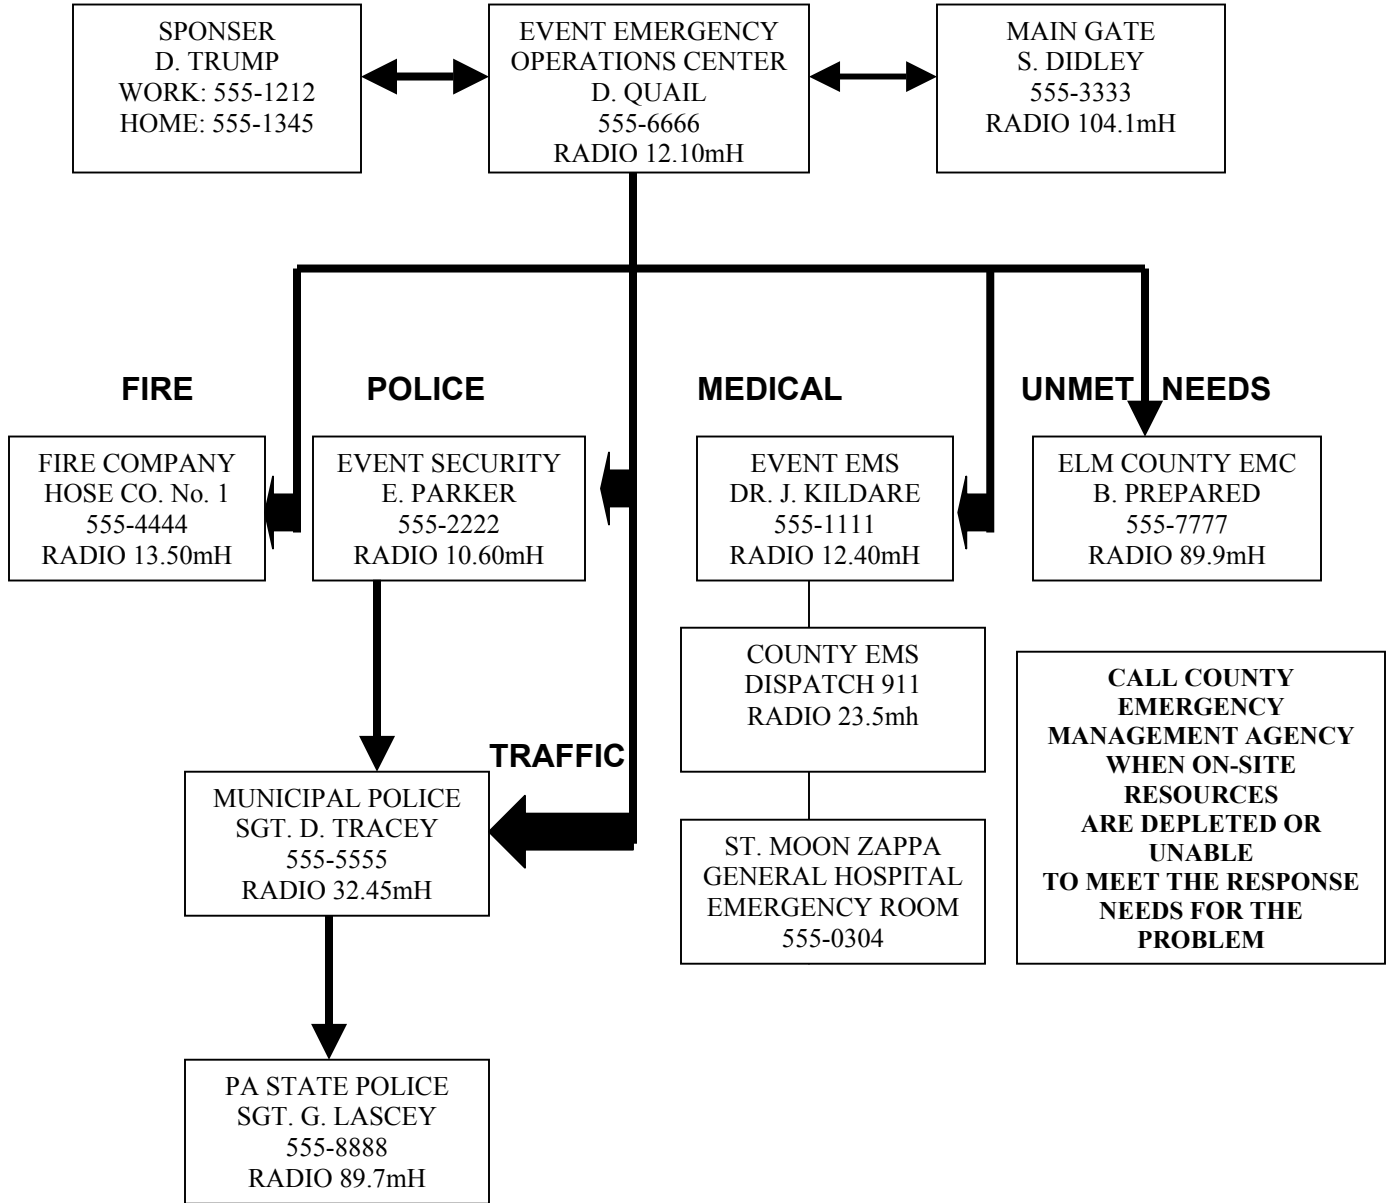 SPONSER
D. TRUMP
WORK: 555-1212
HOME: 555-1345
EVENT EMERGENCY
OPERATIONS CENTER
D. QUAIL
555-6666
RADIO 12.10mH
MAIN GATE
S. DIDLEY
555-3333
RADIO 104.1mH
FIRE
POLICE
MEDICAL
UNMET NEEDS
FIRE COMPANY
HOSE CO. No. 1
555-4444
RADIO 13.50mH
EVENT SECURITY
E. PARKER
555-2222
RADIO 10.60mH
EVENT EMS
DR. J. KILDARE
555-1111
RADIO 12.40mH
ELM COUNTY EMC
B. PREPARED
555-7777
RADIO 89.9mH
COUNTY EMS
DISPATCH 911
RADIO 23.5mh
CALL COUNTY
EMERGENCY
MANAGEMENT AGENCY
WHEN ON-SITE
RESOURCES
ARE DEPLETED OR
UNABLE
TO MEET THE RESPONSE
NEEDS FOR THE
PROBLEM
TRAFFIC
MUNICIPAL POLICE
SGT. D. TRACEY
555-5555
RADIO 32.45mH
ST. MOON ZAPPA
GENERAL HOSPITAL
EMERGENCY ROOM
555-0304
PA STATE POLICE
SGT. G. LASCEY
555-8888
RADIO 89.7mH